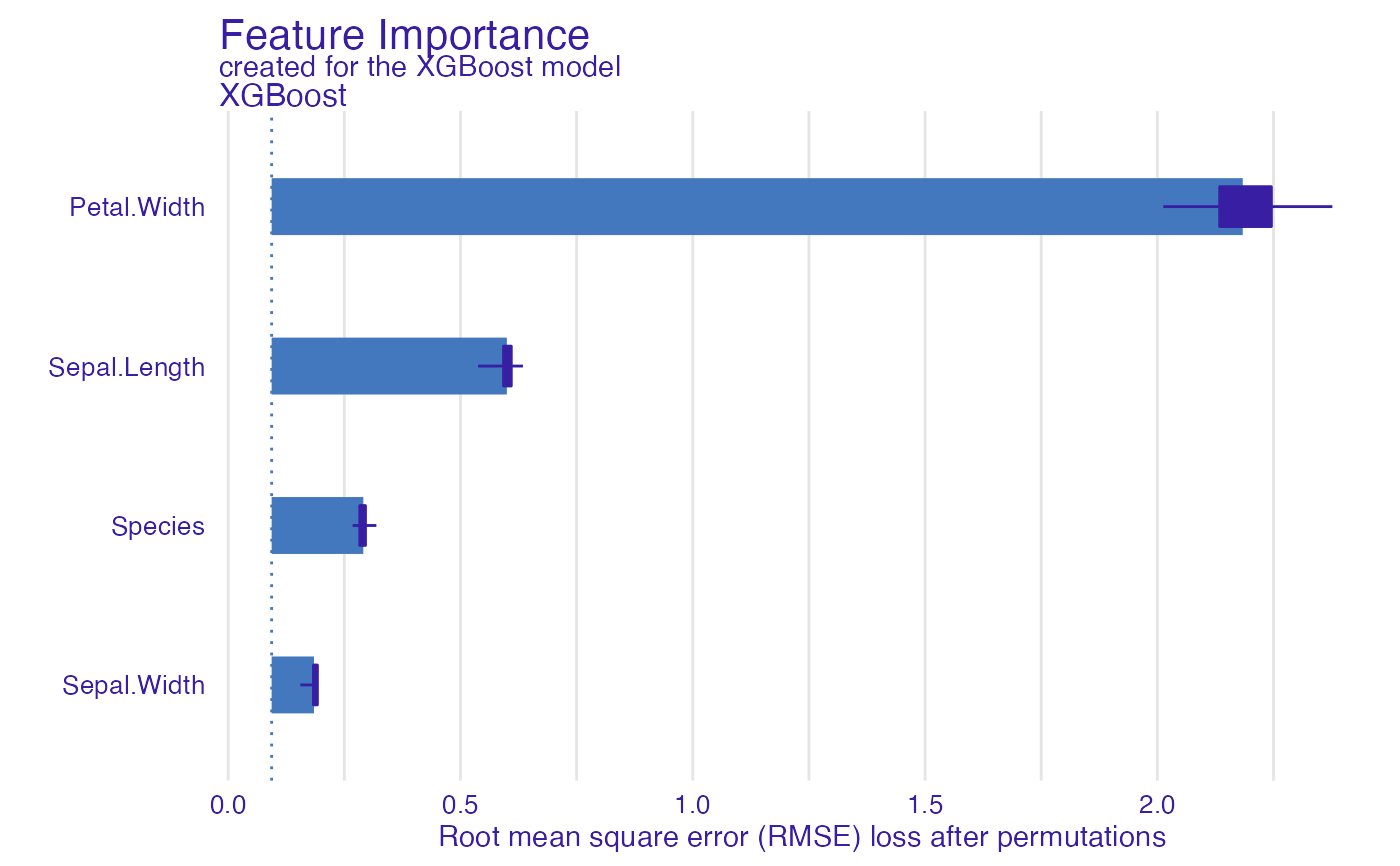 Feature Importance
created for the XGBoost model
XGBoost
Petal.Width
Sepal.Length
Species
Sepal.Width
0.0 0.5 1.0 1.5 2.0
Root mean square error (RMSE) loss after permutations